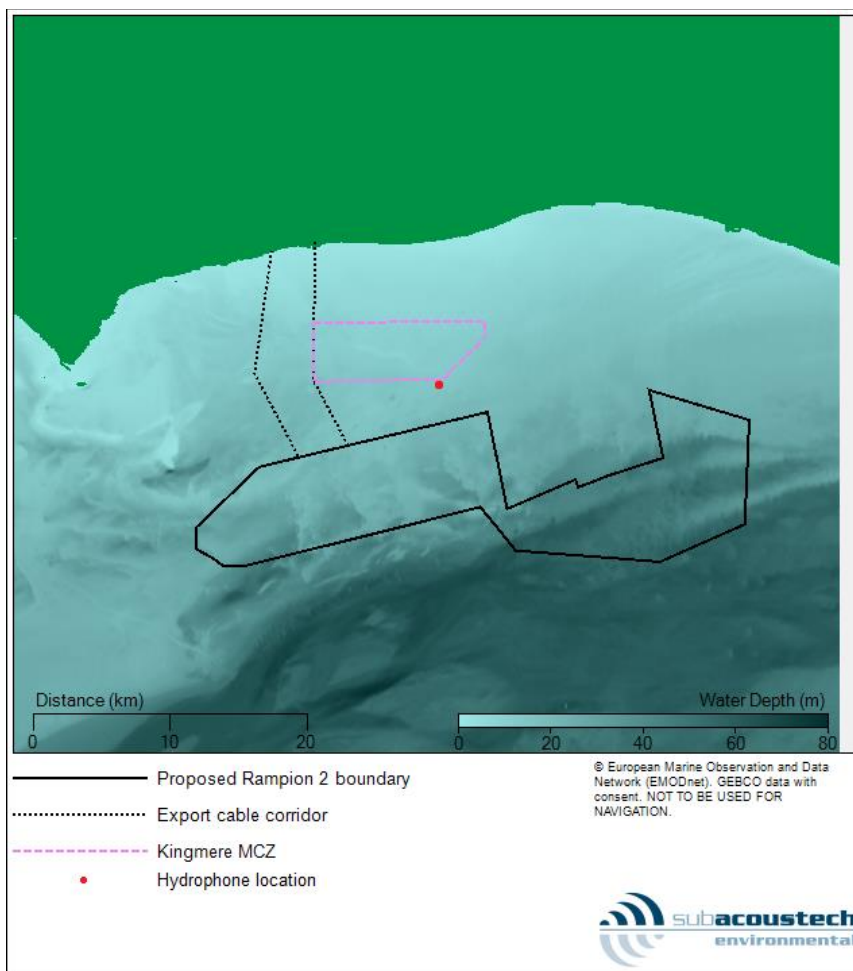 Distance (km)
0 10 20
Water Depth (m)
0 20 40 60 80
Proposed Rampion 2 boundary
Export cable corridor
Kingmere MCZ
Hydrophone location
© European Marine Observation and Data
Network (EMODnet). GEBCO data with
consent. NOT TO BE USED FOR
NAVIGATION.
subacoustech
environmental